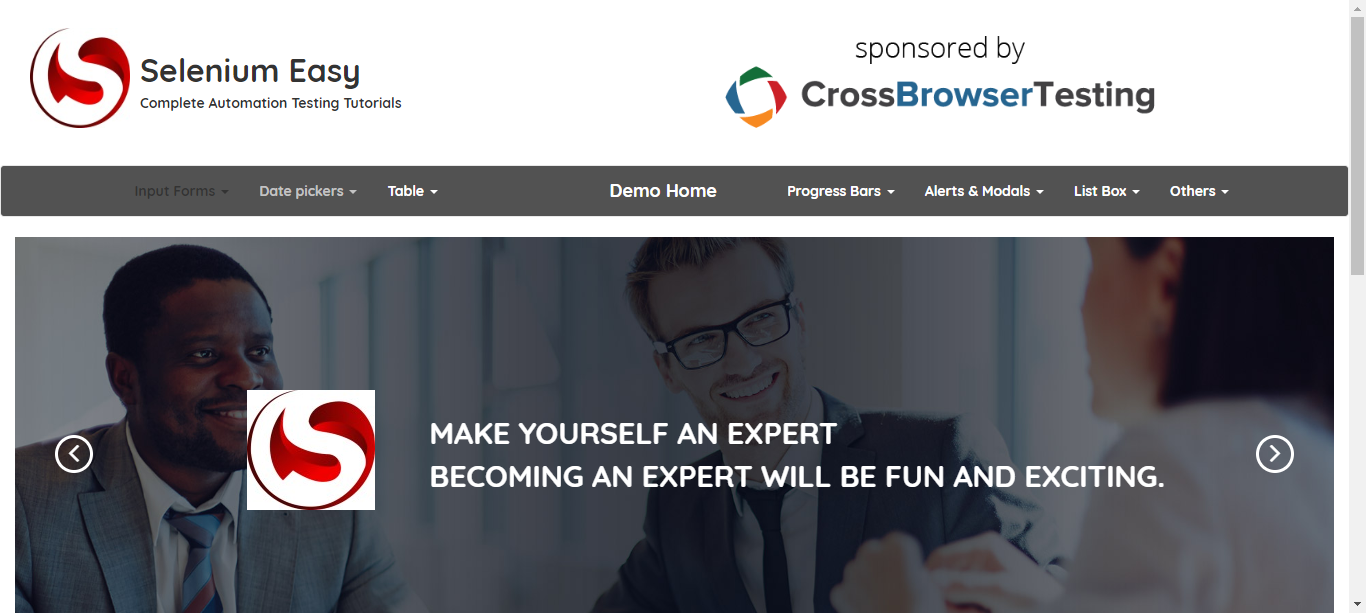 Selenium Easy
Complete Automation Testing Tutorials
sponsored by
CrossBrowserTesting
Input Forms
Date pickers
Table
Demo Home
Progress Bars
Alerts & Modals
List Box
Others
MAKE YOURSELF AN EXPERT
BECOMING AN EXPERT WILL BE FUN AND EXCITING.